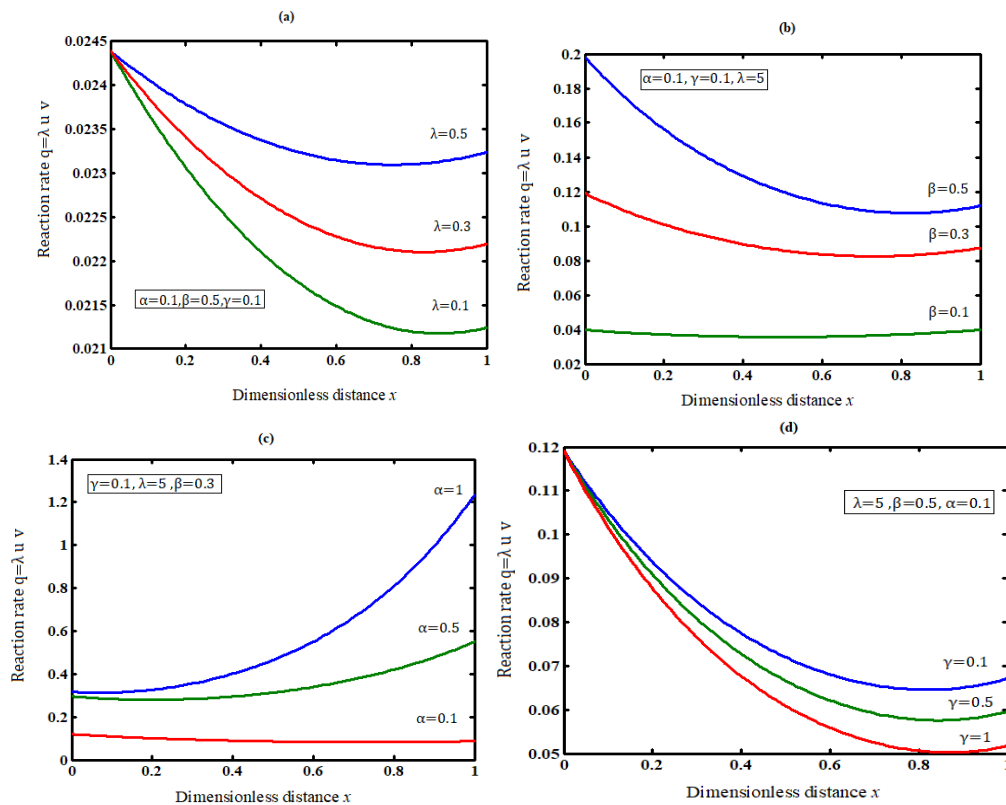 (a)
0.0245
0.024
0.0235
0.023
0.0225
0.022
0.0215
0.021
Reaction rate q=λ u v
λ=0.5
λ=0.3
λ=0.1
α=0.1,β=0.5,γ=0.1
0 0.2 0.4 0.6 0.8 1
Dimensionless distance x
(b)
0.2
0.18
0.16
0.14
0.12
0.1
0.08
0.06
0.04
0.02
Reaction rate q=λ u v
α=0.1, γ=0.1, λ=5
β=0.5
β=0.3
β=0.1
0 0.2 0.4 0.6 0.8 1
Dimensionless distance x
(c)
1.4
1.2
1
0.8
0.6
0.4
0.2
0
Reaction rate q=λ u v
γ=0.1, λ=5 ,β=0.3
α=1
α=0.5
α=0.1
0 0.2 0.4 0.6 0.8 1
Dimensionless distance x
(d)
0.12
0.11
0.1
0.09
0.08
0.07
0.06
0.05
Reaction rate q=λ u v
λ=5 ,β=0.5, α=0.1
γ=0.1
γ=0.5
γ=1
0 0.2 0.4 0.6 0.8 1
Dimensionless distance x